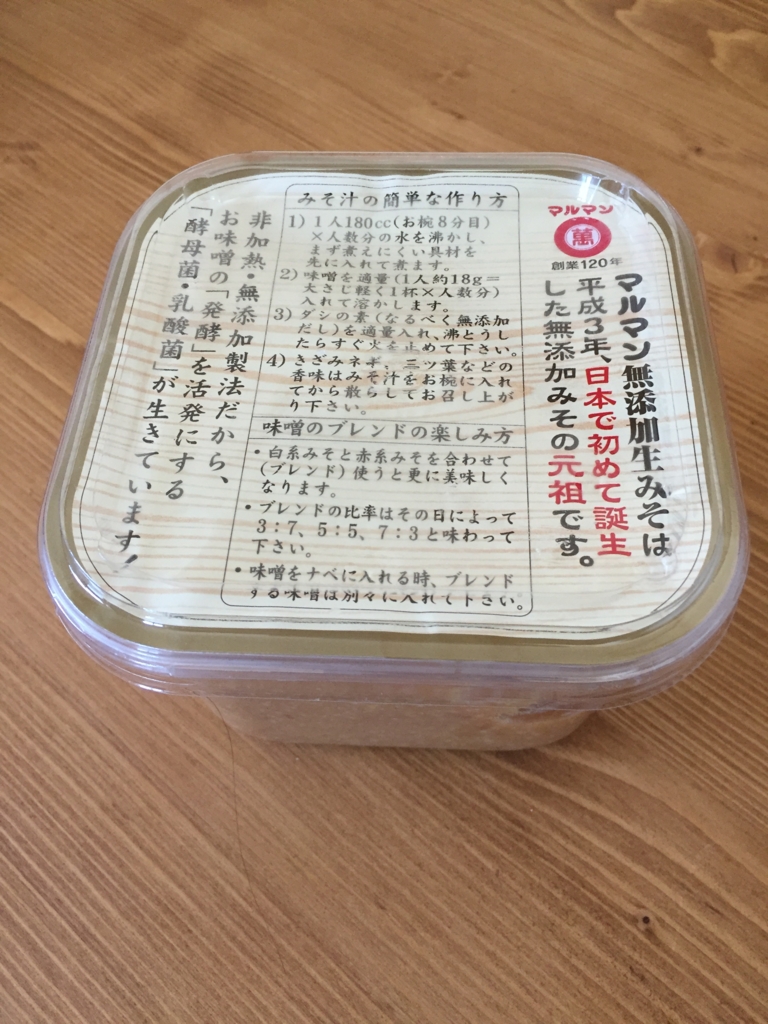 マルマン
萬
創業120年
マルマン無添加生みそは
平成3年、日本で初めて誕生
した無添加みその元祖です。
みそ汁の簡単な作り方
1) 1人180cc(お椀8分目)
×人数分の水を沸かし、
まず煮えにくい具材を
先に入れて煮ます。
2) 味噌を適量(1人約18g=
大さじ軽く1杯×人数分)
入れて溶かします。
3) ダシの素(なるべく無添加
だし)を適量入れ、沸とうし
たらすぐ火を止めて下さい。
4) きざみネギ、三ツ葉などの
香味はみそ汁をお椀に入れ
てから散らしてお召し上が
り下さい。
味噌のブレンドの楽しみ方
・白系みそと赤系みそを合わせて
(ブレンド)使うと更に美味しく
なります。
・ブレンドの比率はその日によって
3:7、5:5、7:3と味わって
下さい。
・味噌をナベに入れる時、ブレンド
する味噌は別々に入れて下さい。
非加熱・無添加製法だから、
お味噌の「発酵」を活発にする
「酵母菌・乳酸菌」が生きています!